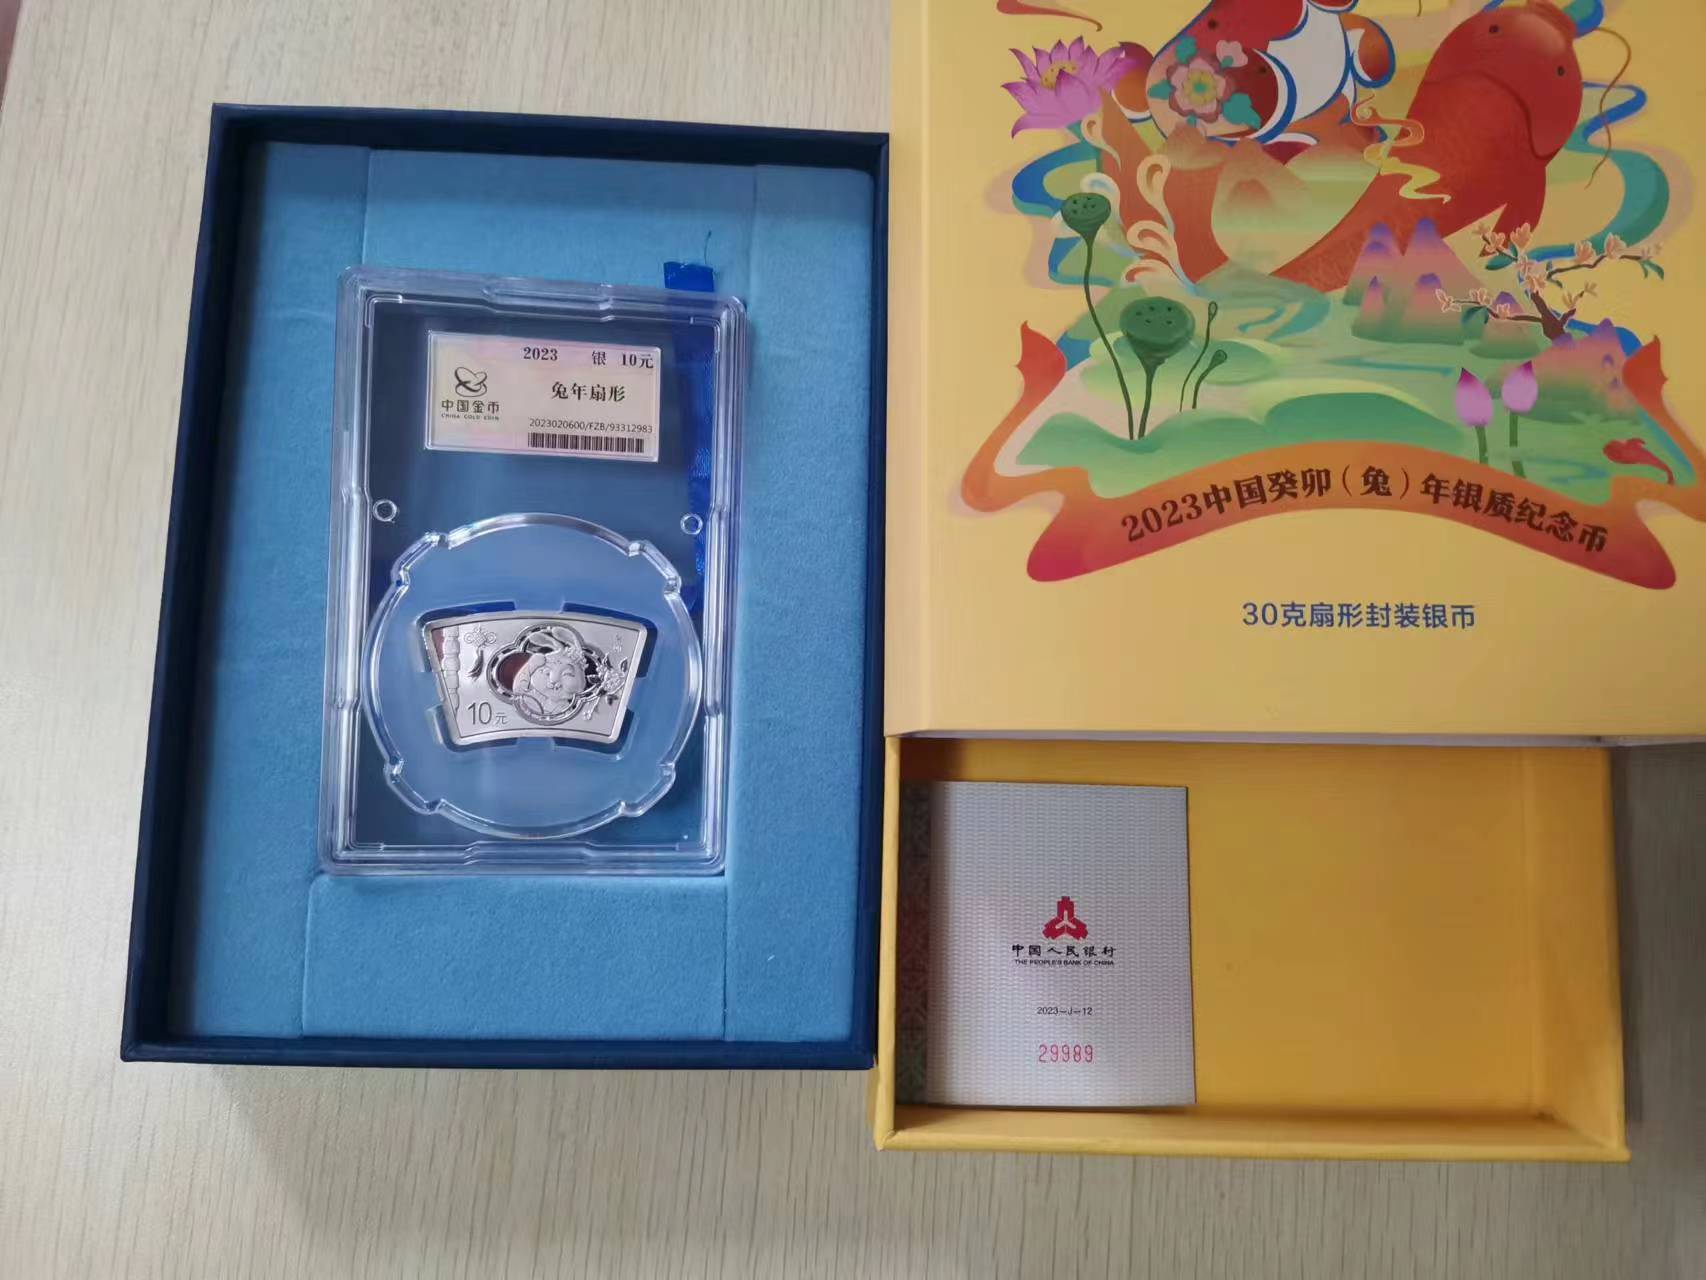 2023 银 10元
中国金币
CHINA GOLD COIN
兔年扇形
2023020600/FZB/93312983
10元
2023中国癸卯（兔）年银质纪念币
30克扇形封装银币
中国人民银行
THE PEOPLE'S BANK OF CHINA
2023-J-12
29989